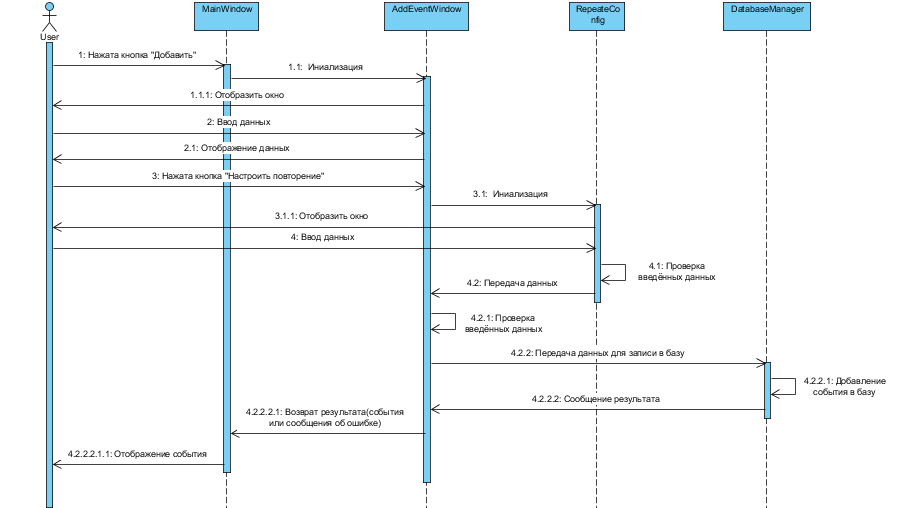 MainWindow
AddEventWindow
RepeateCo
nfig
DatabaseManager
User
1: Нажата кнопка "Добавить"
1.1: Иниализация
1.1.1: Отобразить окно
2: Ввод данных
2.1: Отображение данных
3: Нажата кнопка "Настроить повторение"
3.1: Иниализация
3.1.1: Отобразить окно
4: Ввод данных
4.1: Проверка
введённых данных
4.2: Передача данных
4.2.1: Проверка
введённых данных
4.2.2: Передача данных для записи в базу
4.2.2.1: Добавление
события в базу
4.2.2.2: Сообщение результата
4.2.2.2.1: Возврат результата(события
или сообщения об ошибке)
4.2.2.2.1.1: Отображение события